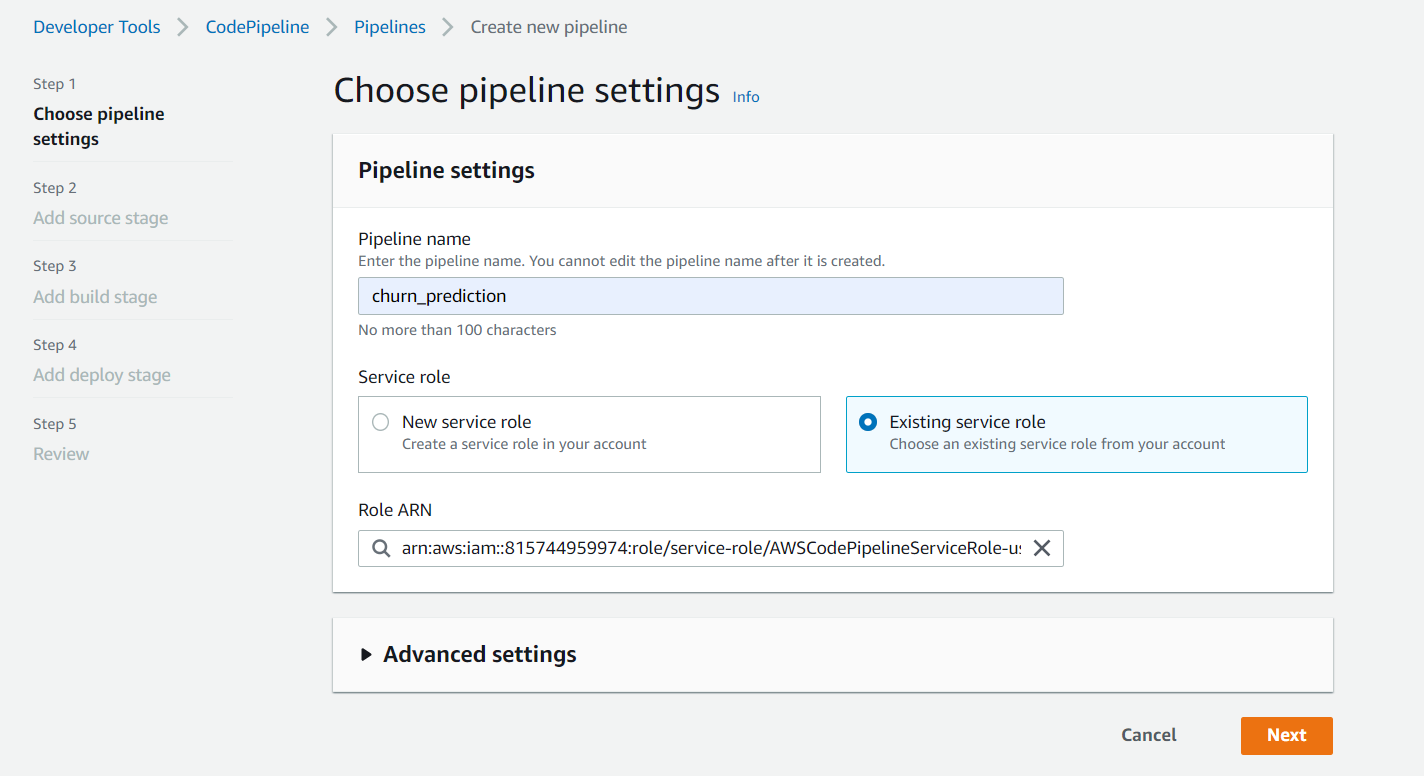 Developer Tools > CodePipeline > Pipelines > Create new pipeline
Step 1
Choose pipeline
settings
Step 2
Add source stage
Step 3
Add build stage
Step 4
Add deploy stage
Step 5
Review
Choose pipeline settings Info
Pipeline settings
Pipeline name
Enter the pipeline name. You cannot edit the pipeline name after it is created.
churn_prediction
No more than 100 characters
Service role
New service role
Create a service role in your account
Existing service role
Choose an existing service role from your account
Role ARN
arn:aws:iam::815744959974:role/service-role/AWSCodePipelineServiceRole-us
Advanced settings
Cancel
Next